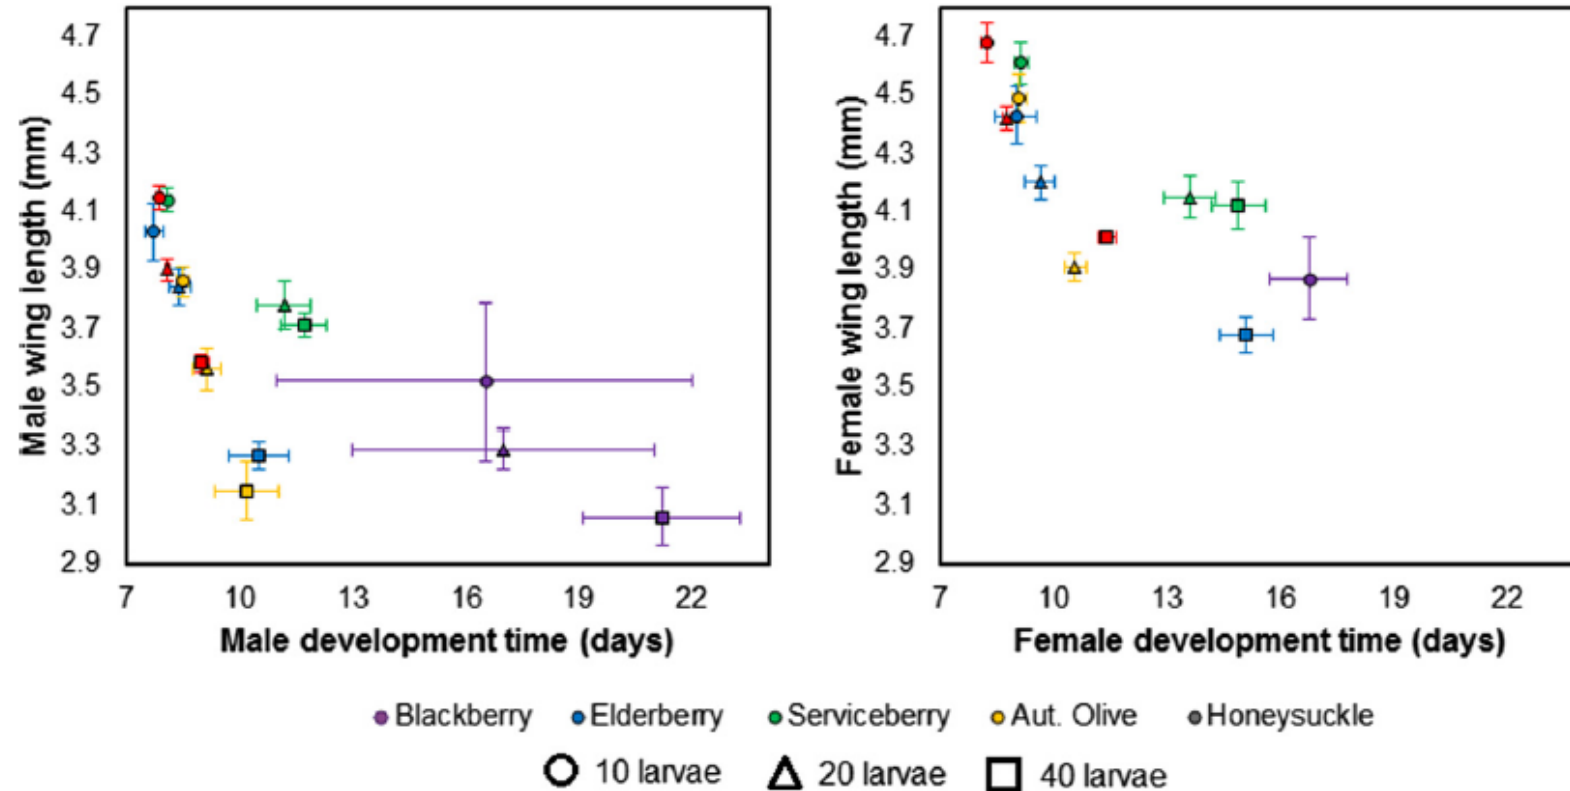 4.7
4.5
4.3
4.1
3.9
3.7
3.5
3.3
3.1
2.9
Male wing length (mm)
7 10 13 16 19 22
Male development time (days)
4.7
4.5
4.3
4.1
3.9
3.7
3.5
3.3
3.1
2.9
Female wing length (mm)
7 10 13 16 19 22
Female development time (days)
Blackberry Elderberry Serviceberry Aut. Olive Honeysuckle
10 larvae 20 larvae 40 larvae